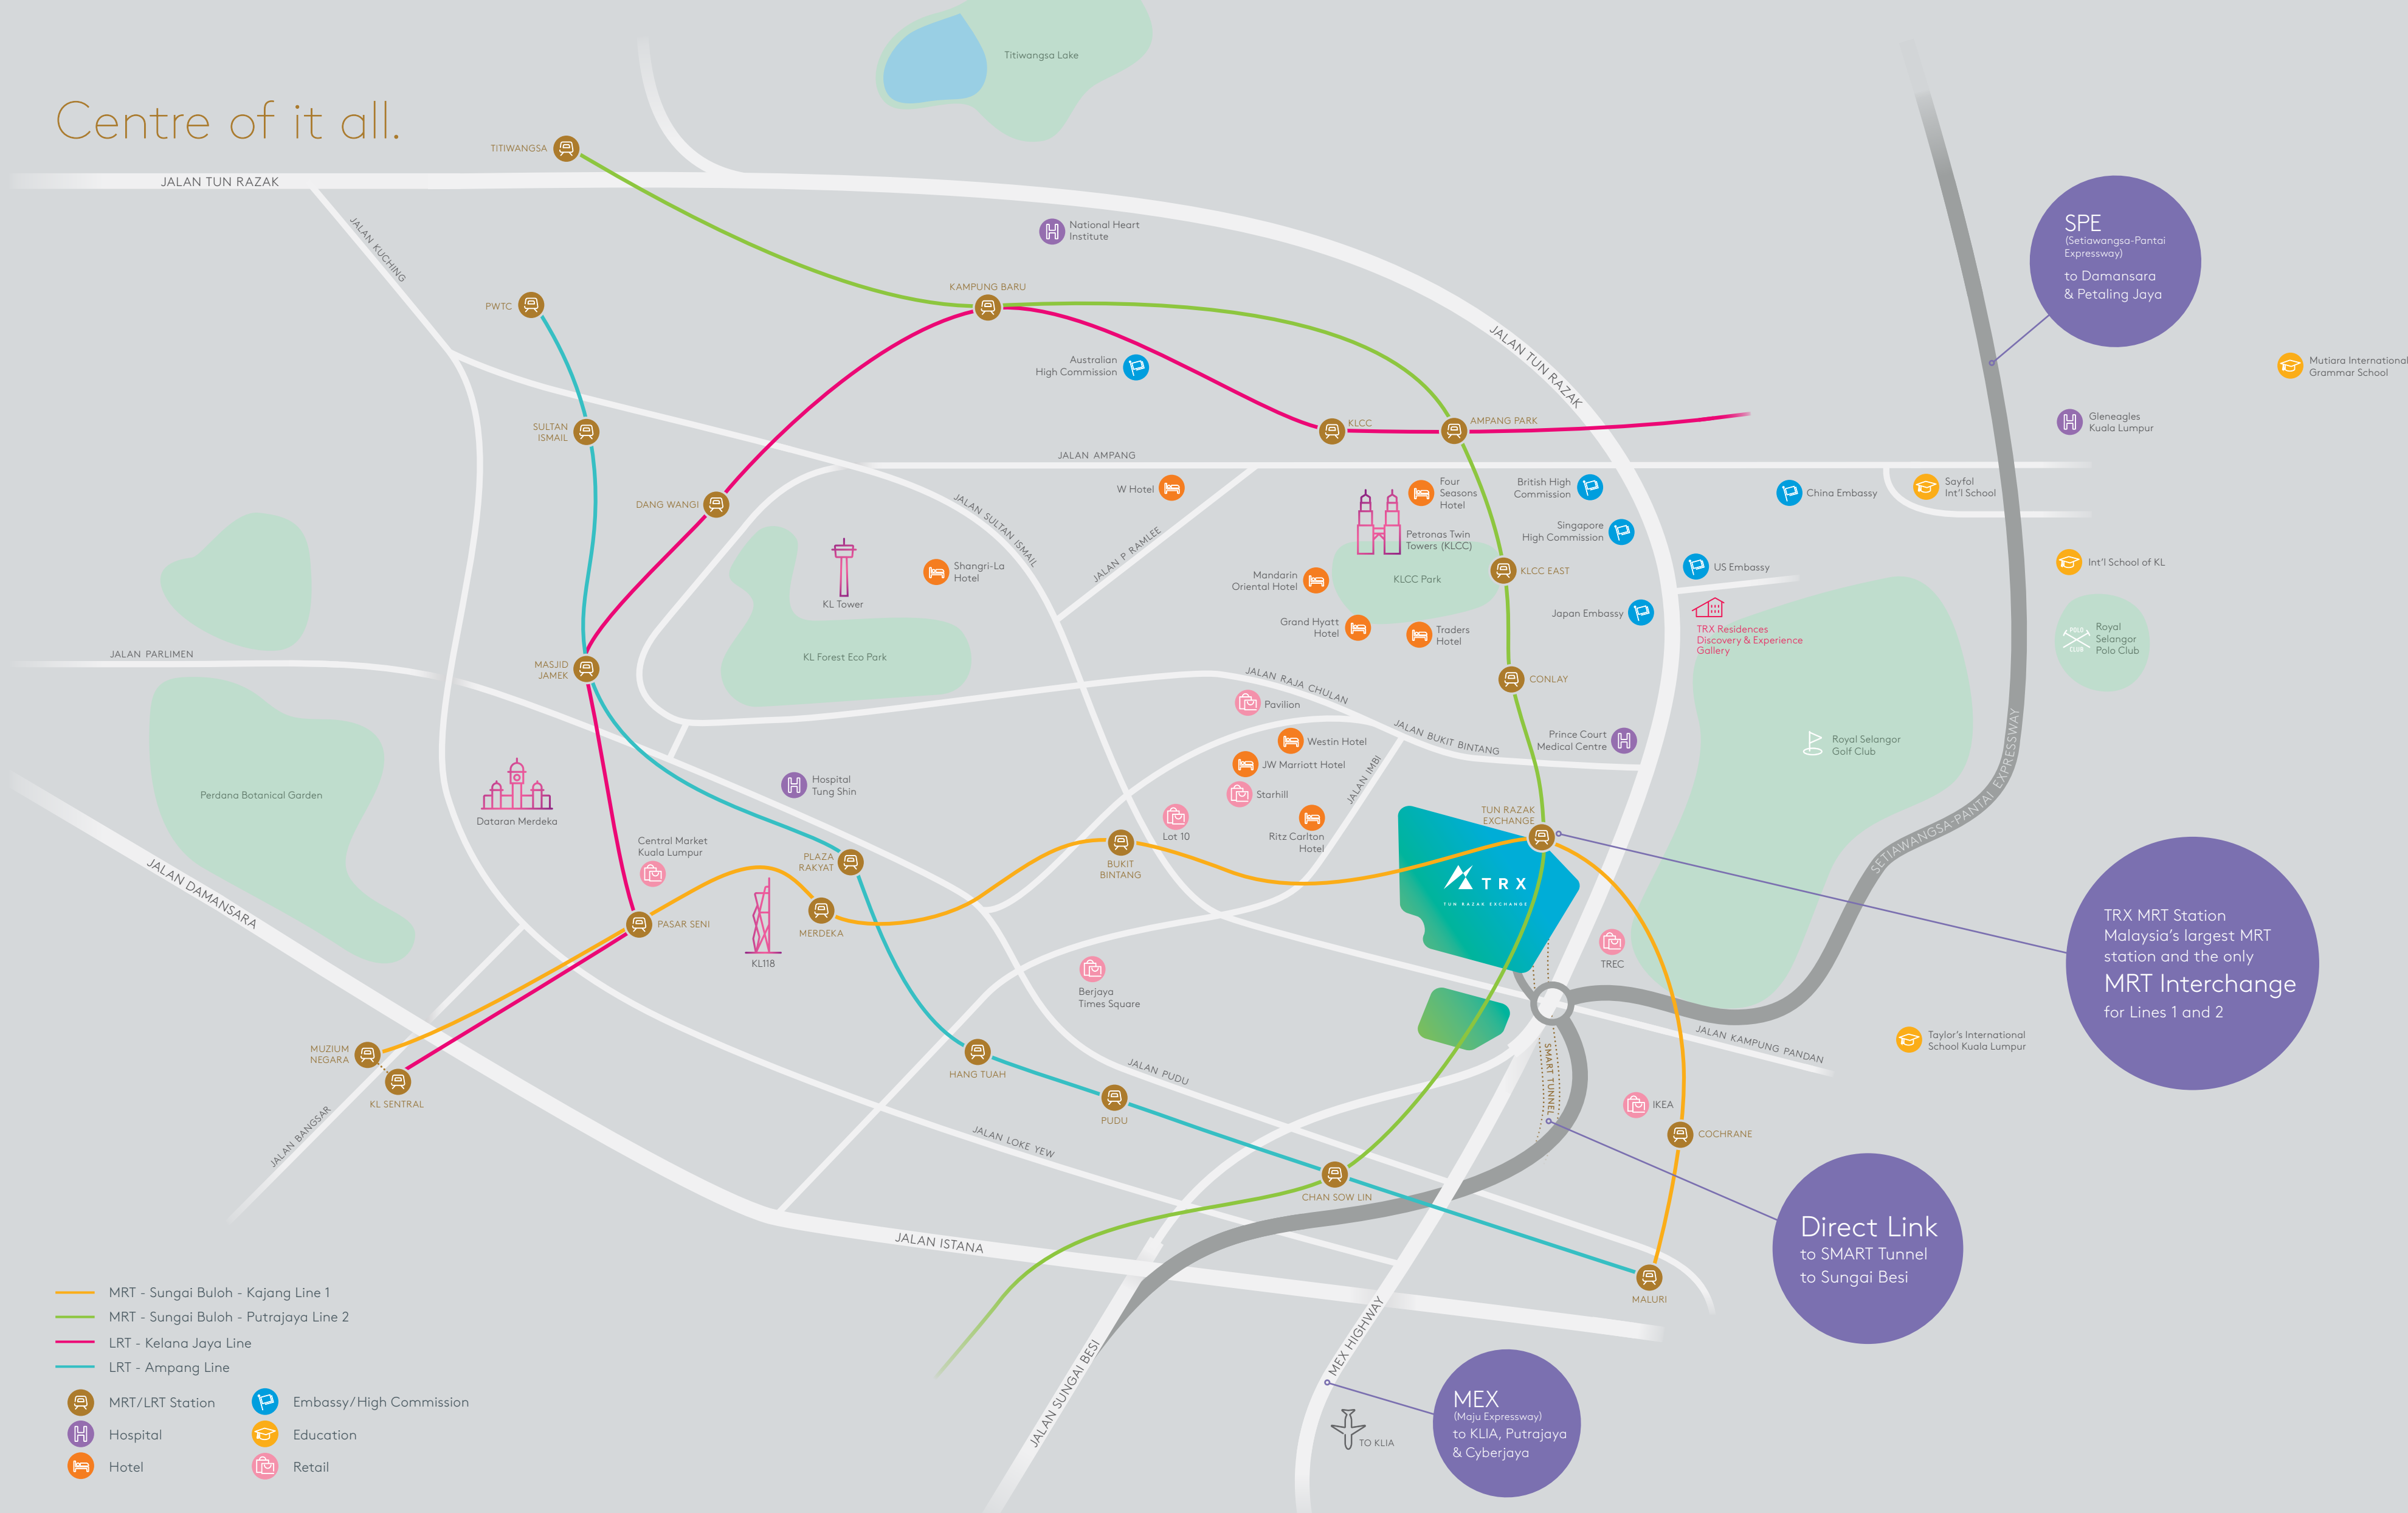 Centre of it all.
Titiwangsa Lake
TITIWANGSA
JALAN TUN RAZAK
JALAN KUCHING
National Heart
Institute
SPE
(Setiawangsa-Pantai
Expressway)
to Damansara
& Petaling Jaya
PWTC
KAMPUNG BARU
JALAN TUN RAZAK
Australian
High Commission
Mutiara International
Grammar School
SULTAN
ISMAIL
KLCC
AMPANG PARK
Gleneagles
Kuala Lumpur
JALAN AMPANG
DANG WANGI
JALAN SULTAN ISMAIL
W Hotel
JALAN P RAMLEE
Four
Seasons
Hotel
British High
Commission
China Embassy
Sayfol
Int'l School
Petronas Twin
Towers (KLCC)
Singapore
High Commission
Shangri-La
Hotel
KL Tower
Mandarin
Oriental Hotel
KLCC Park
KLCC EAST
US Embassy
Int'l School of KL
Japan Embassy
Grand Hyatt
Hotel
Traders
Hotel
TRX Residences
Discovery & Experience
Gallery
POLO
CLUB
Royal
Selangor
Polo Club
JALAN PARLIMEN
MASJID
JAMEK
KL Forest Eco Park
JALAN RAJA CHULAN
CONLAY
Pavilion
JALAN BUKIT BINTANG
Prince Court
Medical Centre
Royal Selangor
Golf Club
SETIAWANGSA-PANTAI EXPRESSWAY
Westin Hotel
JW Marriott Hotel
JALAN IMBI
Perdana Botanical Garden
Dataran Merdeka
Hospital
Tung Shin
Starhill
Lot 10
Ritz Carlton
Hotel
TUN RAZAK
EXCHANGE
Central Market
Kuala Lumpur
PLAZA
RAKYAT
BUKIT
BINTANG
TRX
TUN RAZAK EXCHANGE
JALAN DAMANSARA
PASAR SENI
MERDEKA
KL118
TREC
TRX MRT Station
Malaysia's largest MRT
station and the only
MRT Interchange
for Lines 1 and 2
Berjaya
Times Square
JALAN KAMPUNG PANDAN
Taylor's International
School Kuala Lumpur
MUZIUM
NEGARA
KL SENTRAL
JALAN BANGSAR
HANG TUAH
JALAN PUDU
SMART TUNNEL
PUDU
IKEA
COCHRANE
JALAN LOKE YEW
CHAN SOW LIN
Direct Link
to SMART Tunnel
to Sungai Besi
JALAN ISTANA
MALURI
JALAN SUNGAI BESI
MEX HIGHWAY
MEX
(Maju Expressway)
to KLIA, Putrajaya
& Cyberjaya
TO KLIA
MRT - Sungai Buloh - Kajang Line 1
MRT - Sungai Buloh - Putrajaya Line 2
LRT - Kelana Jaya Line
LRT - Ampang Line
MRT/LRT Station
Embassy/High Commission
Hospital
Education
Hotel
Retail